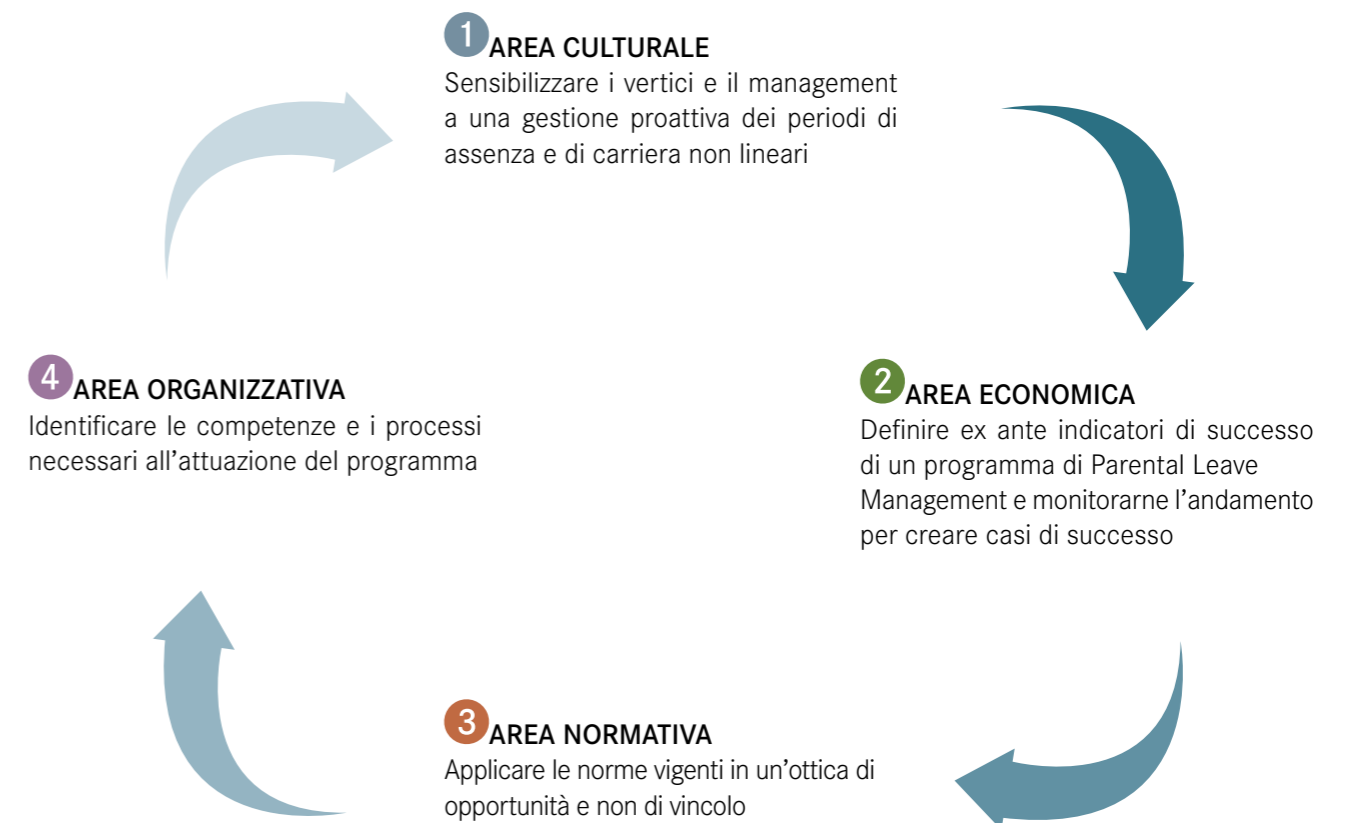 1 AREA CULTURALE
Sensibilizzare i vertici e il management
a una gestione proattiva dei periodi di
assenza e di carriera non lineari
2 AREA ECONOMICA
Definire ex ante indicatori di successo
di un programma di Parental Leave
Management e monitorarne l'andamento
per creare casi di successo
3 AREA NORMATIVA
Applicare le norme vigenti in un'ottica di
opportunità e non di vincolo
4 AREA ORGANIZZATIVA
Identificare le competenze e i processi
necessari all'attuazione del programma